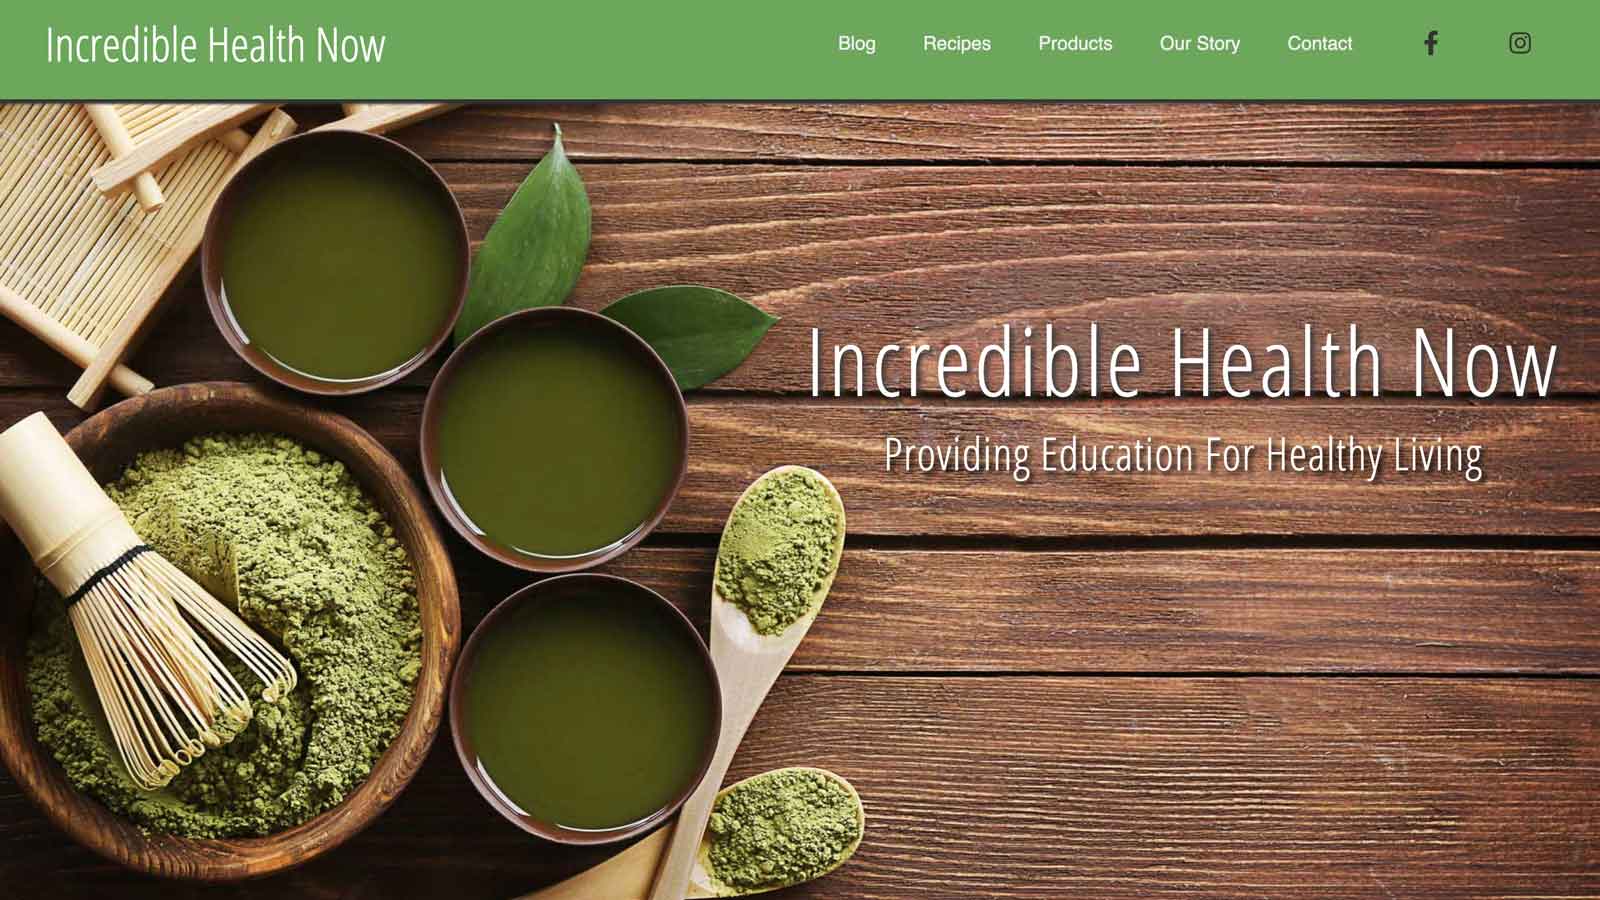 Incredible Health Now
Blog Recipes Products Our Story Contact
Incredible Health Now
Providing Education For Healthy Living